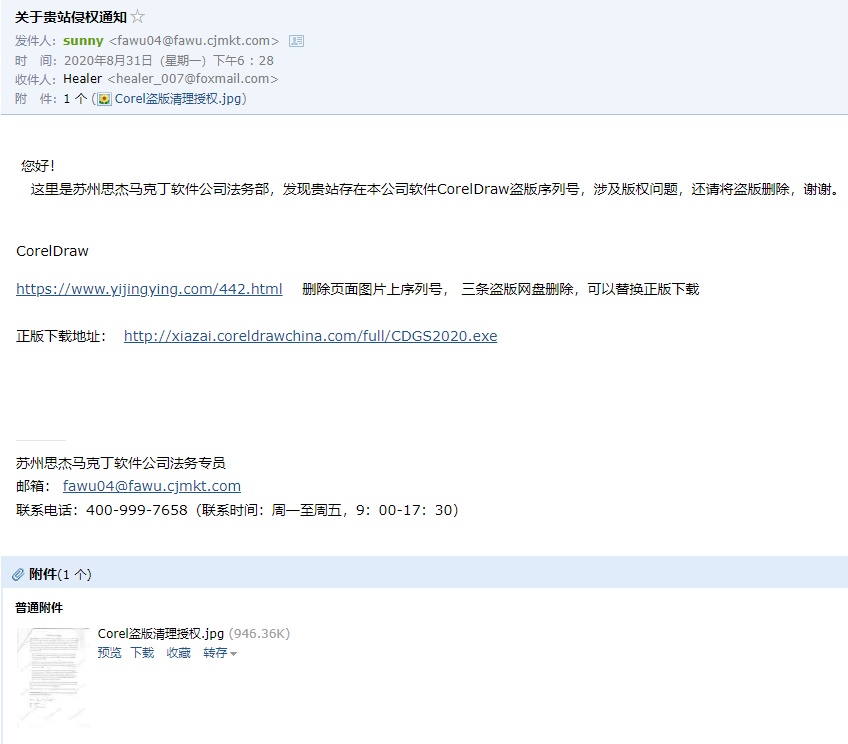 关于贵站侵权通知☆
发件人：sunny <fawu04@fawu.cjmkt.com>
时　间：2020年8月31日（星期一）下午6：28
收件人：Healer <healer_007@foxmail.com>
附　件：1 个 (Corel盗版清理授权.jpg)
您好！
这里是苏州思杰马克丁软件公司法务部，发现贵站存在本公司软件CorelDraw盗版序列号，涉及版权问题，还请将盗版删除，谢谢。
CorelDraw
https://www.yijingying.com/442.html 删除页面图片上序列号， 三条盗版网盘删除，可以替换正版下载
正版下载地址： http://xiazai.coreldrawchina.com/full/CDGS2020.exe
苏州思杰马克丁软件公司法务专员
邮箱： fawu04@fawu.cjmkt.com
联系电话：400-999-7658（联系时间：周一至周五，9：00-17：30）
附件(1 个)
普通附件
Corel盗版清理授权.jpg (946.36K)
预览 下载 收藏 转存